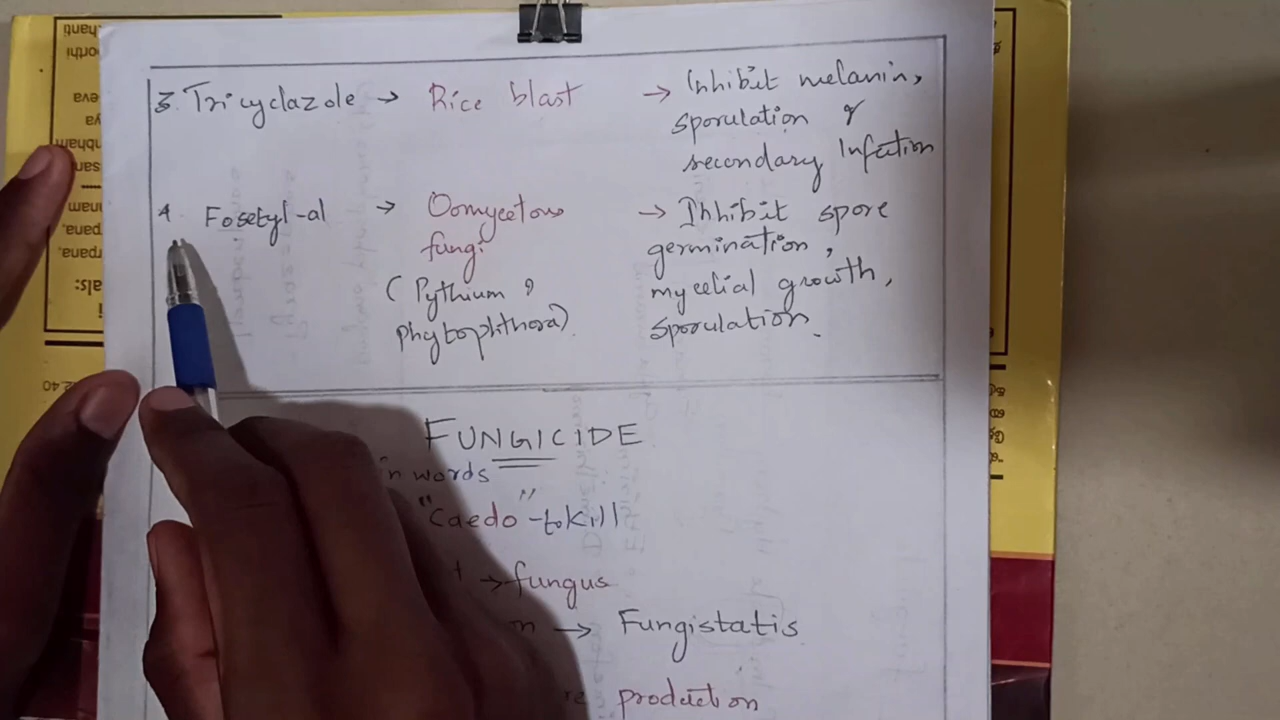 3. Tricyclazole → Rice blast → Inhibit melanin,
sporulation &
secondary Infection
4. Fosetyl-al → Oomycetous → Inhibit spore
fungi germination,
(Pythium, mycelial growth,
Phytophthora) sporulation.
FUNGICIDE
in words
"Caedo" - to kill
→ fungus
→ Fungistatis
production